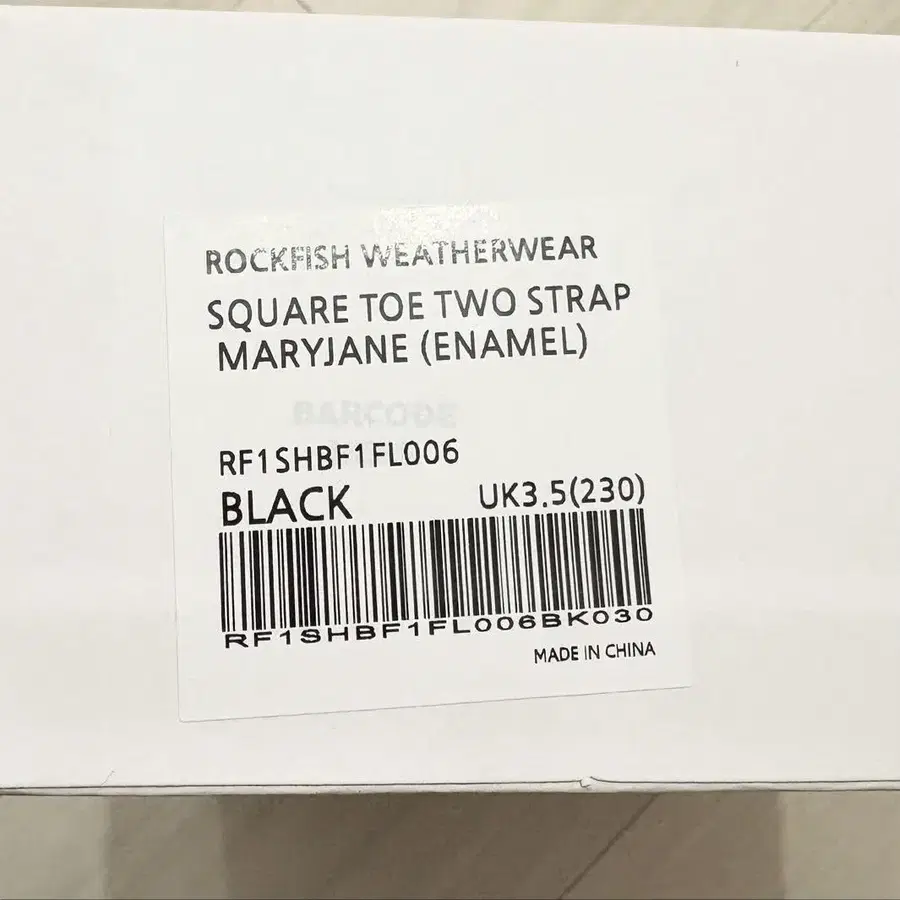 ROCKFISH WEATHERWEAR
SQUARE TOE TWO STRAP
MARYJANE (ENAMEL)
BARCODE
RF1SHBF1FL006
BLACK UK3.5(230)
RF1SHBF1FL006BK030
MADE IN CHINA